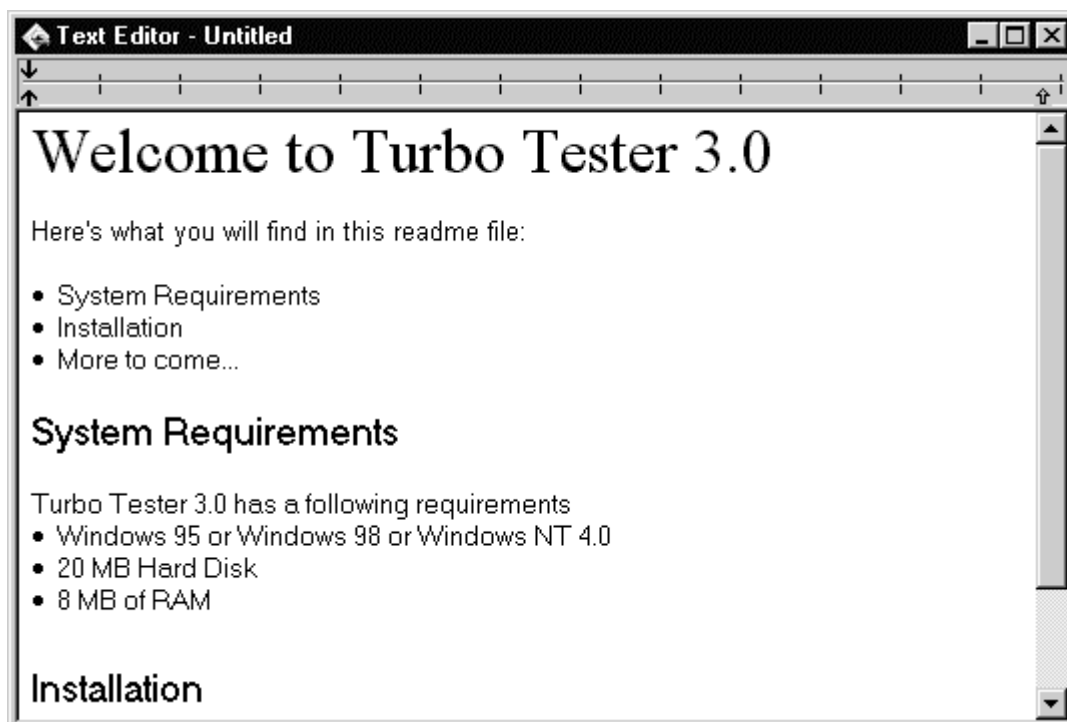 Text Editor - Untitled
Welcome to Turbo Tester 3.0
Here's what you will find in this readme file:
• System Requirements
• Installation
• More to come...
System Requirements
Turbo Tester 3.0 has a following requirements
• Windows 95 or Windows 98 or Windows NT 4.0
• 20 MB Hard Disk
• 8 MB of RAM
Installation